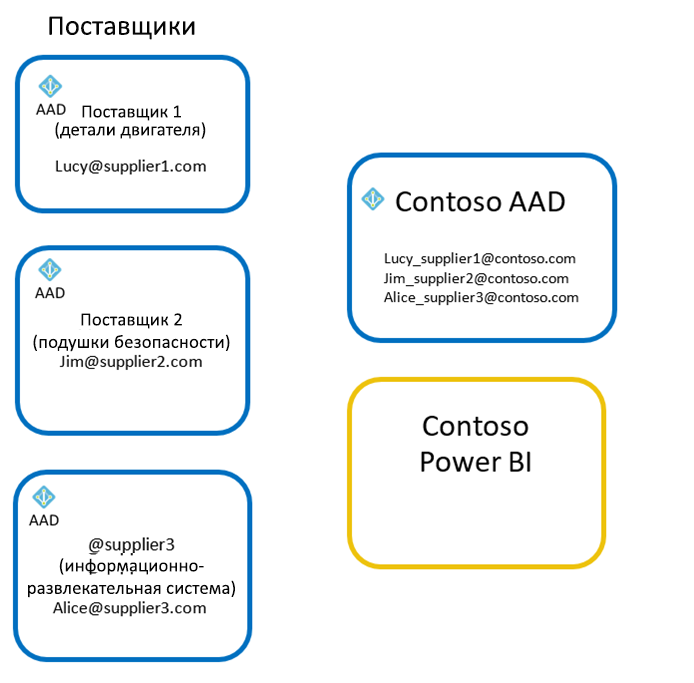 Поставщики
AAD
Поставщик 1
(детали двигателя)
Lucy@supplier1.com
AAD
Поставщик 2
(подушки безопасности)
Jim@supplier2.com
AAD
@supplier3
(информационно-
развлекательная система)
Alice@supplier3.com
Contoso AAD
Lucy_supplier1@contoso.com
Jim_supplier2@contoso.com
Alice_supplier3@contoso.com
Contoso
Power BI